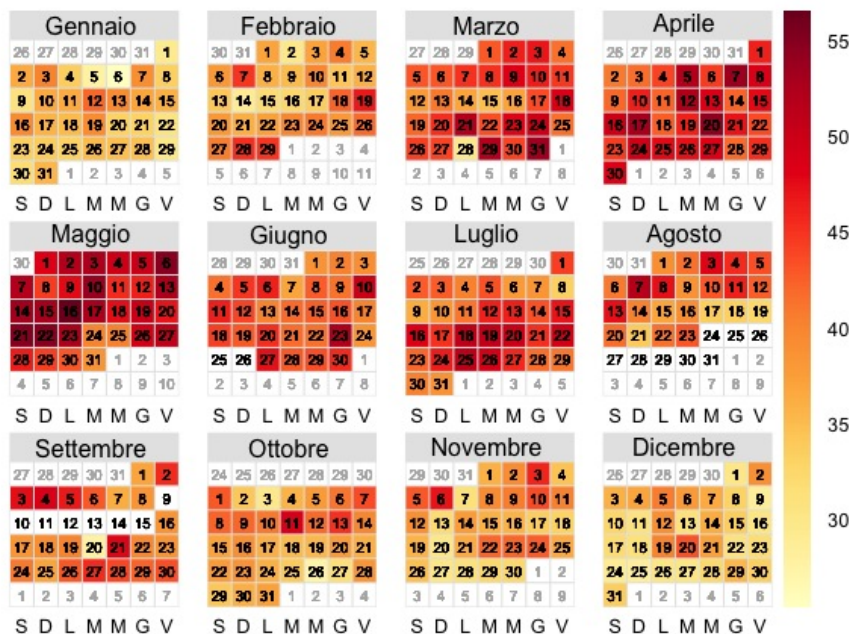 Gennaio
26 27 28 29 30 31 1
2 3 4 5 6 7 8
9 10 11 12 13 14 15
16 17 18 19 20 21 22
23 24 25 26 27 28 29
30 31 1 2 3 4 5
S D L M M G V
Febbraio
30 31 1 2 3 4 5
6 7 8 9 10 11 12
13 14 15 16 17 18 19
20 21 22 23 24 25 26
27 28 29 1 2 3 4
5 6 7 8 9 10 11
S D L M M G V
Marzo
27 28 29 1 2 3 4
5 6 7 8 9 10 11
12 13 14 15 16 17 18
19 20 21 22 23 24 25
26 27 28 29 30 31 1
2 3 4 5 6 7 8
S D L M M G V
Aprile
26 27 28 29 30 31 1
2 3 4 5 6 7 8
9 10 11 12 13 14 15
16 17 18 19 20 21 22
23 24 25 26 27 28 29
30 1 2 3 4 5 6
S D L M M G V
Maggio
30 1 2 3 4 5 6
7 8 9 10 11 12 13
14 15 16 17 18 19 20
21 22 23 24 25 26 27
28 29 30 31 1 2 3
4 5 6 7 8 9 10
S D L M M G V
Giugno
28 29 30 31 1 2 3
4 5 6 7 8 9 10
11 12 13 14 15 16 17
18 19 20 21 22 23 24
25 26 27 28 29 30 1
2 3 4 5 6 7 8
S D L M M G V
Luglio
25 26 27 28 29 30 1
2 3 4 5 6 7 8
9 10 11 12 13 14 15
16 17 18 19 20 21 22
23 24 25 26 27 28 29
30 31 1 2 3 4 5
S D L M M G V
Agosto
30 31 1 2 3 4 5
6 7 8 9 10 11 12
13 14 15 16 17 18 19
20 21 22 23 24 25 26
27 28 29 30 31 1 2
3 4 5 6 7 8 9
S D L M M G V
Settembre
27 28 29 30 31 1 2
3 4 5 6 7 8 9
10 11 12 13 14 15 16
17 18 19 20 21 22 23
24 25 26 27 28 29 30
1 2 3 4 5 6 7
S D L M M G V
Ottobre
24 25 26 27 28 29 30
1 2 3 4 5 6 7
8 9 10 11 12 13 14
15 16 17 18 19 20 21
22 23 24 25 26 27 28
29 30 31 1 2 3 4
S D L M M G V
Novembre
29 30 31 1 2 3 4
5 6 7 8 9 10 11
12 13 14 15 16 17 18
19 20 21 22 23 24 25
26 27 28 29 30 1 2
3 4 5 6 7 8 9
S D L M M G V
Dicembre
26 27 28 29 30 1 2
3 4 5 6 7 8 9
10 11 12 13 14 15 16
17 18 19 20 21 22 23
24 25 26 27 28 29 30
31 1 2 3 4 5 6
S D L M M G V
55
50
45
40
35
30